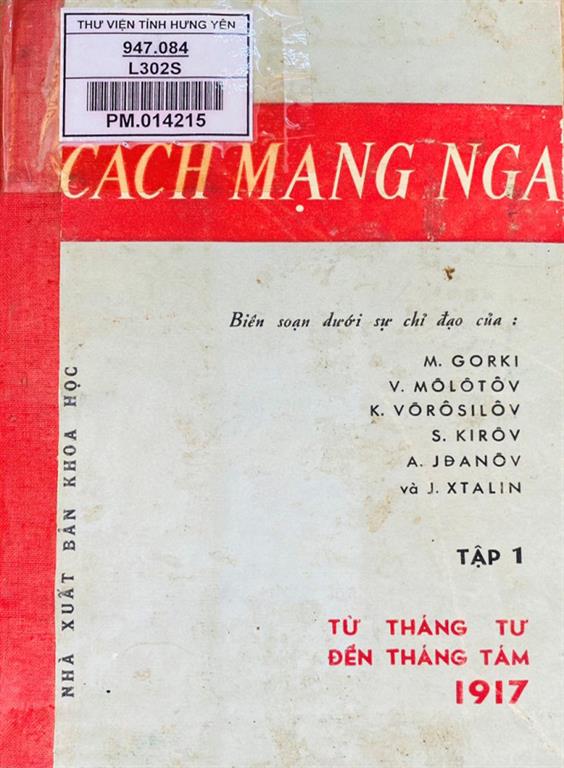 THƯ VIỆN TỈNH HƯNG YÊN
947.084
L302S
PM.014215
CÁCH MẠNG NGA
Biên soạn dưới sự chỉ đạo của :
M. GORKI
V. MÔLÔTÔV
K. VÔRÔSILÔV
S. KIRÔV
A. JĐANÔV
và J. XTALIN
NHÀ XUẤT BẢN KHOA HỌC
TẬP 1
TỪ THÁNG TƯ
ĐẾN THÁNG TÁM
1917